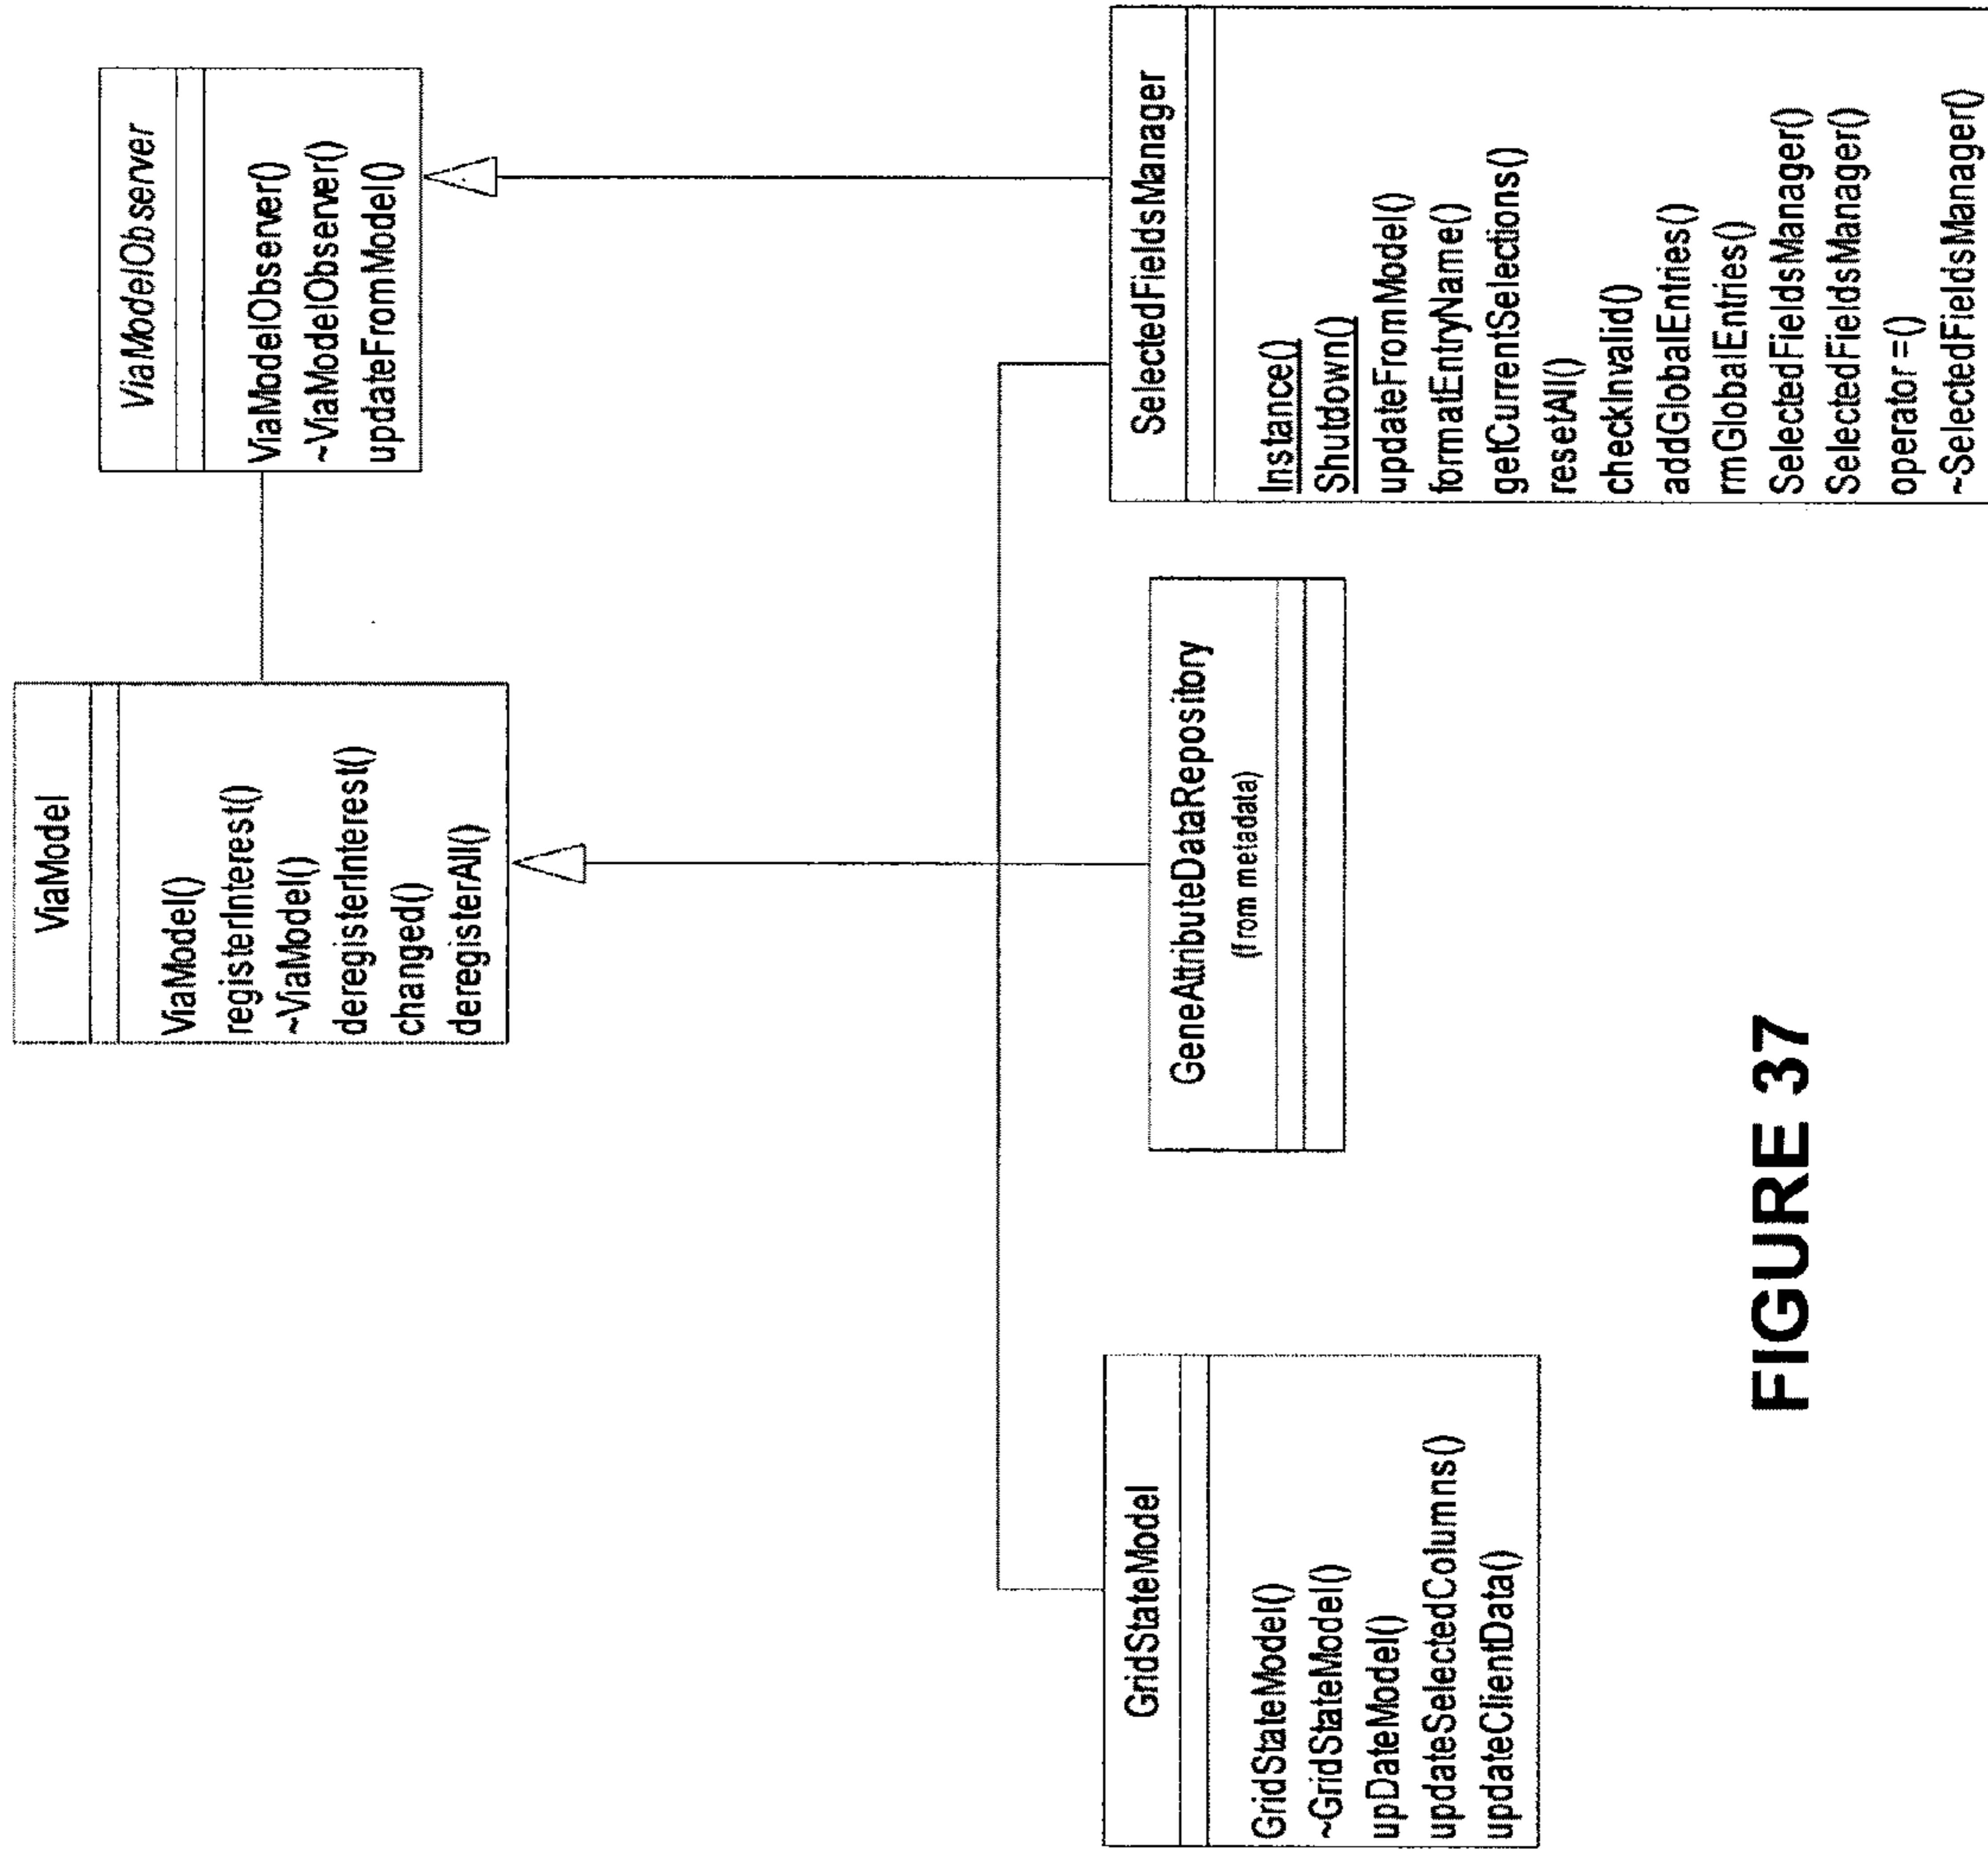 ViaModel
ViaModel()
registerInterest()
~ViaModel()
deregisterInterest()
changed()
deregisterAll()
ViaModelObserver
ViaModelObserver()
~ViaModelObserver()
updateFromModel()
GridStateModel
GridStateModel()
~GridStateModel()
upDateModel()
updateSelectedColumns()
updateClientData()
GeneAttributeDataRepository
(from metadata)
SelectedFieldsManager
Instance()
Shutdown()
updateFromModel()
formatEntryName()
getCurrentSelections()
resetAll()
checkInvalid()
addGlobalEntries()
rmGlobalEntries()
SelectedFieldsManager()
SelectedFieldsManager()
operator=()
~SelectedFieldsManager()
FIGURE 37